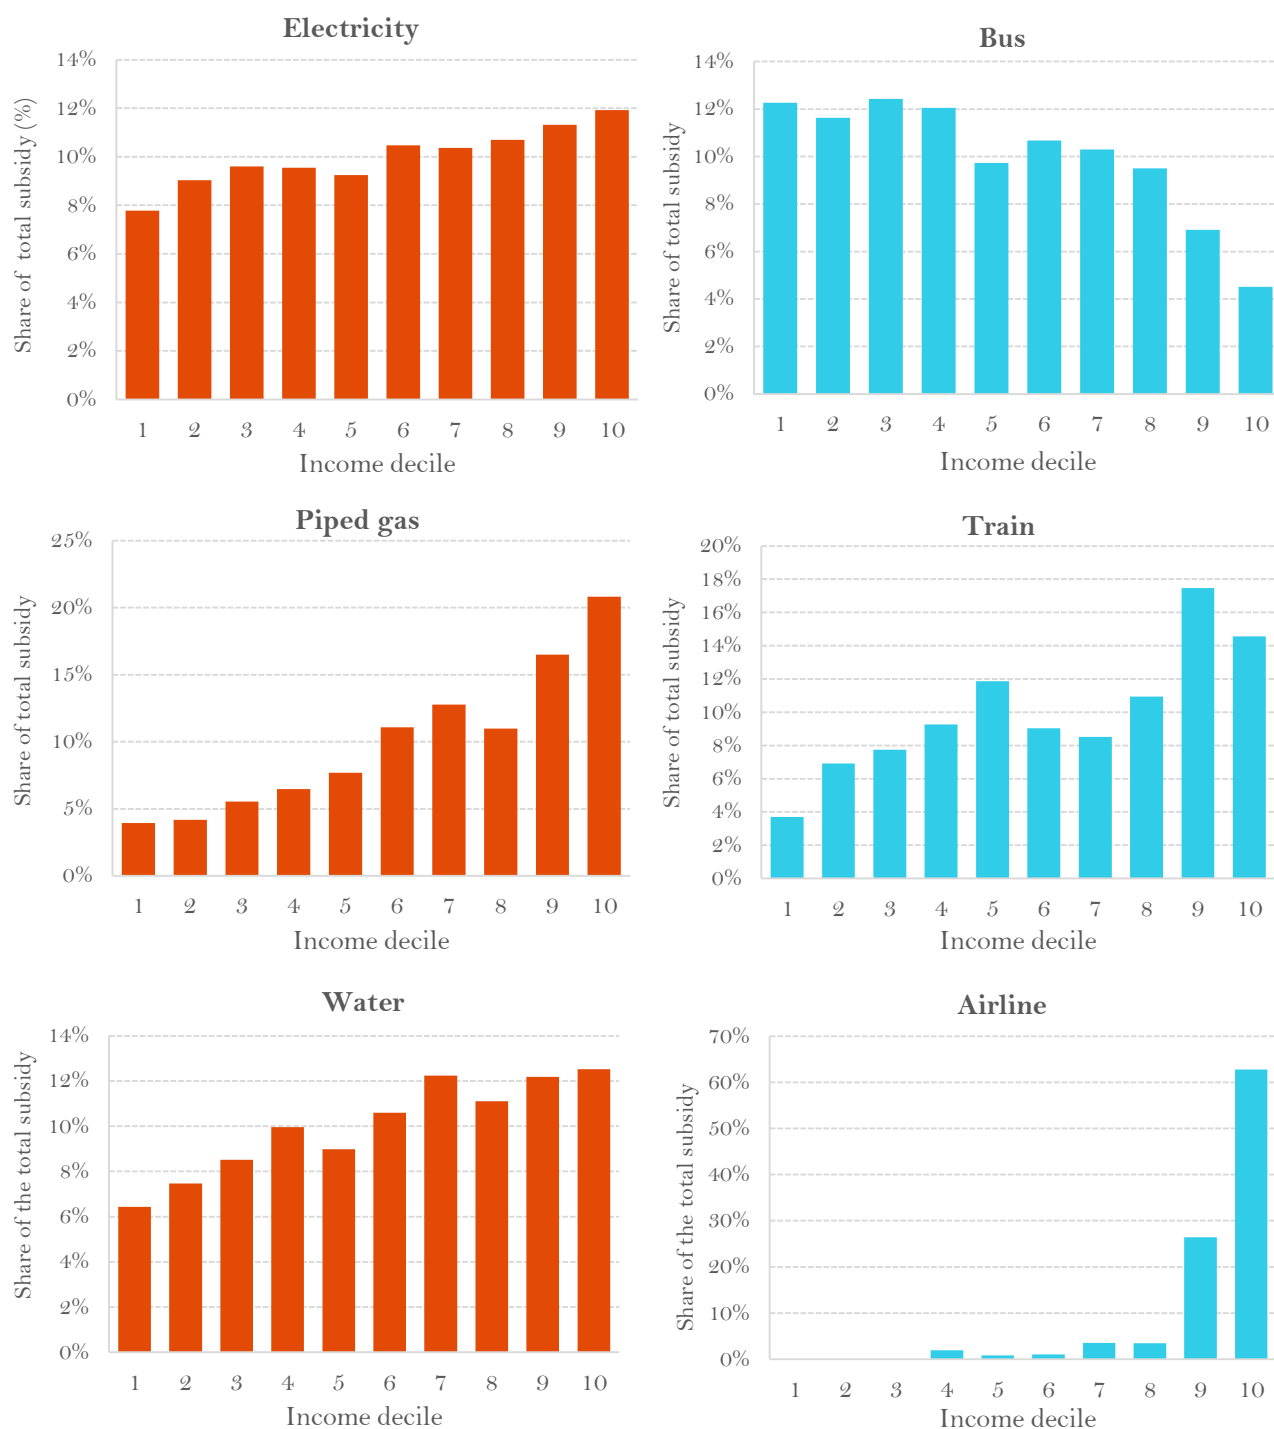 Electricity
Share of total subsidy (%)
14%
12%
10%
8%
6%
4%
2%
0%
1 2 3 4 5 6 7 8 9 10
Income decile
Bus
Share of total subsidy
14%
12%
10%
8%
6%
4%
2%
0%
1 2 3 4 5 6 7 8 9 10
Income decile
Piped gas
Share of total subsidy
25%
20%
15%
10%
5%
0%
1 2 3 4 5 6 7 8 9 10
Income decile
Train
Share of total subsidy
20%
18%
16%
14%
12%
10%
8%
6%
4%
2%
0%
1 2 3 4 5 6 7 8 9 10
Income decile
Water
Share of the total subsidy
14%
12%
10%
8%
6%
4%
2%
0%
1 2 3 4 5 6 7 8 9 10
Income decile
Airline
Share of the total subsidy
70%
60%
50%
40%
30%
20%
10%
0%
1 2 3 4 5 6 7 8 9 10
Income decile